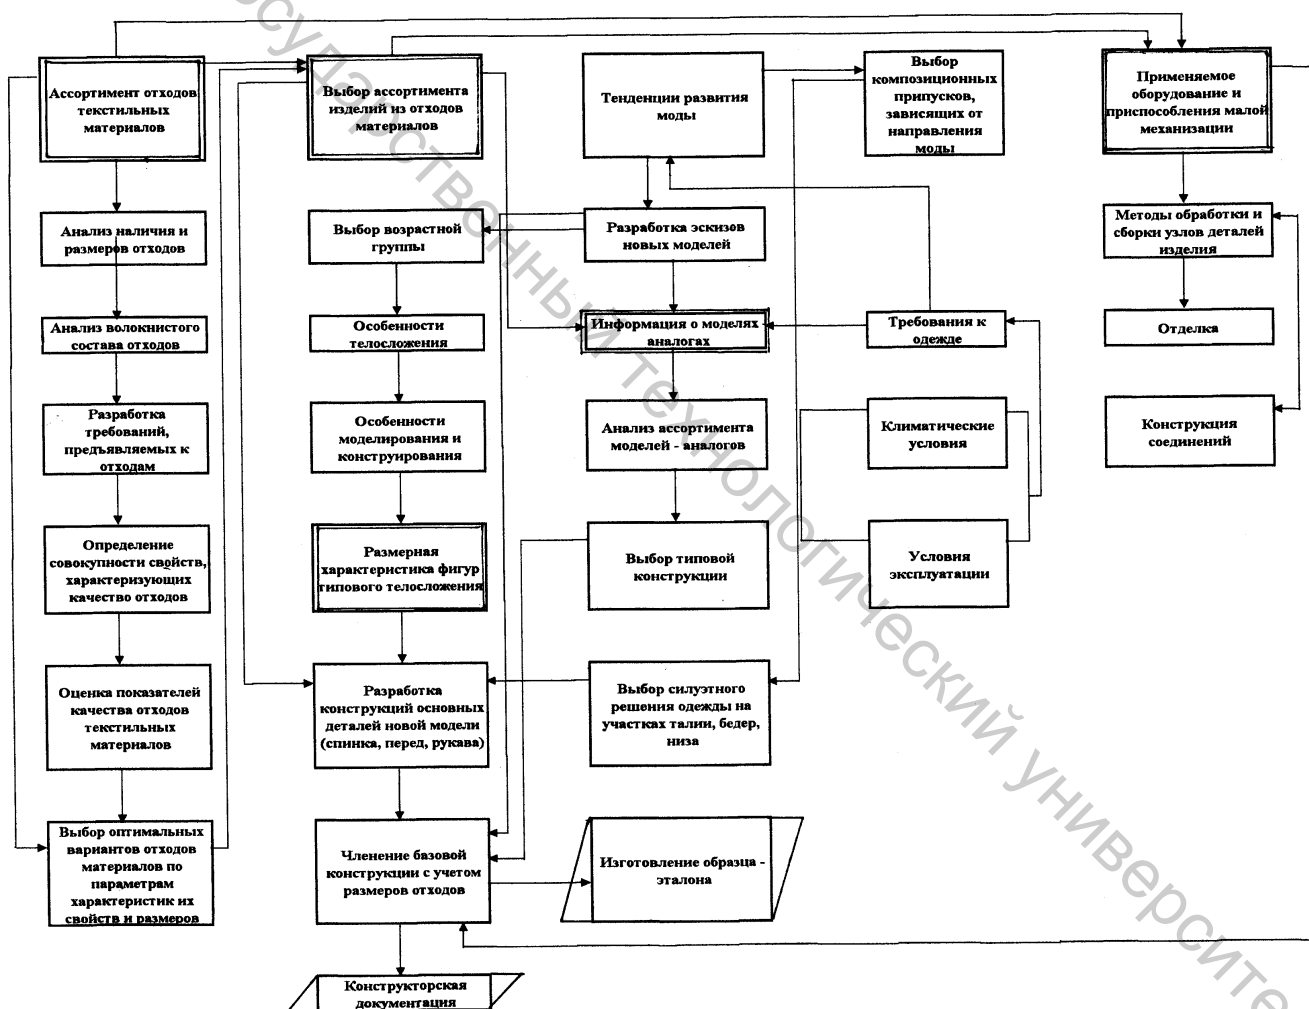 Ассортимент отходов
текстильных
материалов
Анализ наличия и
размеров отходов
Анализ волокнистого
состава отходов
Разработка
требований,
предъявляемых к
отходам
Определение
совокупности свойств,
характеризующих
качество отходов
Оценка показателей
качества отходов
текстильных
материалов
Выбор оптимальных
вариантов отходов
материалов по
параметрам
характеристик их
свойств и размеров
Выбор ассортимента
изделий из отходов
материалов
Выбор возрастной
группы
Особенности
телосложения
Особенности
моделирования и
конструирования
Размерная
характеристика фигур
типового телосложения
Разработка
конструкций основных
деталей новой модели
(спинка, перед, рукава)
Членение базовой
конструкции с учетом
размеров отходов
Конструкторская
документация
Тенденции развития
моды
Разработка эскизов
новых моделей
Информация о моделях
аналогах
Анализ ассортимента
моделей - аналогов
Выбор типовой
конструкции
Выбор силуэтного
решения одежды на
участках талии, бедер,
низа
Изготовление образца -
эталона
Выбор
композиционных
припусков,
зависящих от
направления
моды
Требования к
одежде
Климатические
условия
Условия
эксплуатации
Применяемое
оборудование и
приспособления малой
механизации
Методы обработки и
сборки узлов деталей
изделия
Отделка
Конструкция
соединений
осударственный технологический университе